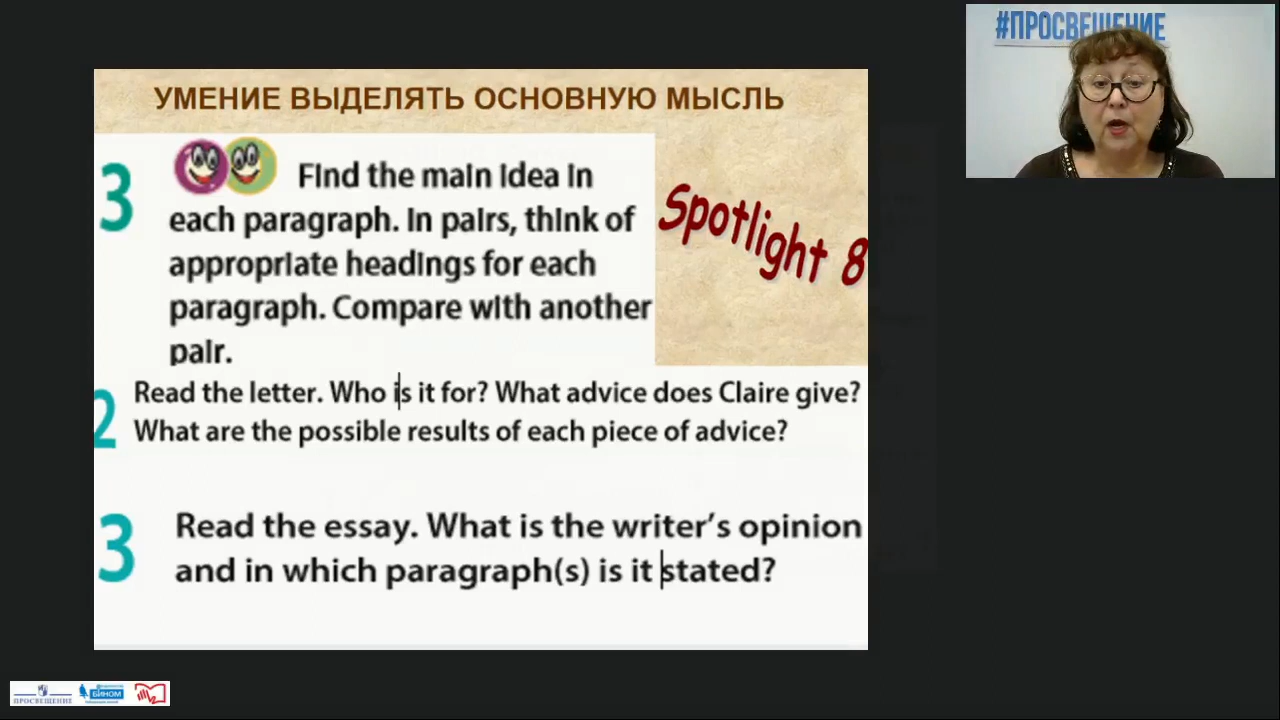 #ПРОСВЕЩЕНИЕ
УМЕНИЕ ВЫДЕЛЯТЬ ОСНОВНУЮ МЫСЛЬ
3
Find the main idea in
each paragraph. In pairs, think of
appropriate headings for each
paragraph. Compare with another
pair.
Spotlight 8
2
Read the letter. Who is it for? What advice does Claire give?
What are the possible results of each piece of advice?
3
Read the essay. What is the writer's opinion
and in which paragraph(s) is it stated?
ПРОСВЕЩЕНИЕ
БИНОМ